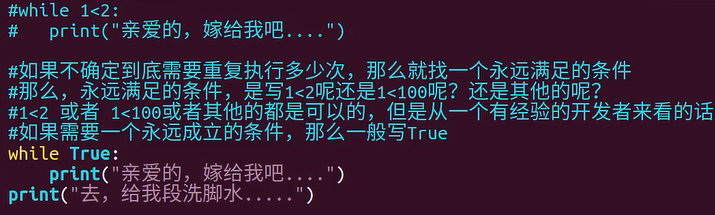 #while 1<2:
#   print("亲爱的，嫁给我吧....")
#如果不确定到底需要重复执行多少次，那么就找一个永远满足的条件
#那么，永远满足的条件，是写1<2呢还是1<100呢？还是其他的呢？
#1<2 或者 1<100或者其他的都是可以的，但是从一个有经验的开发者来看的话
#如果需要一个永远成立的条件，那么一般写True
while True:
    print("亲爱的，嫁给我吧....")
print("去，给我段洗脚水.....")